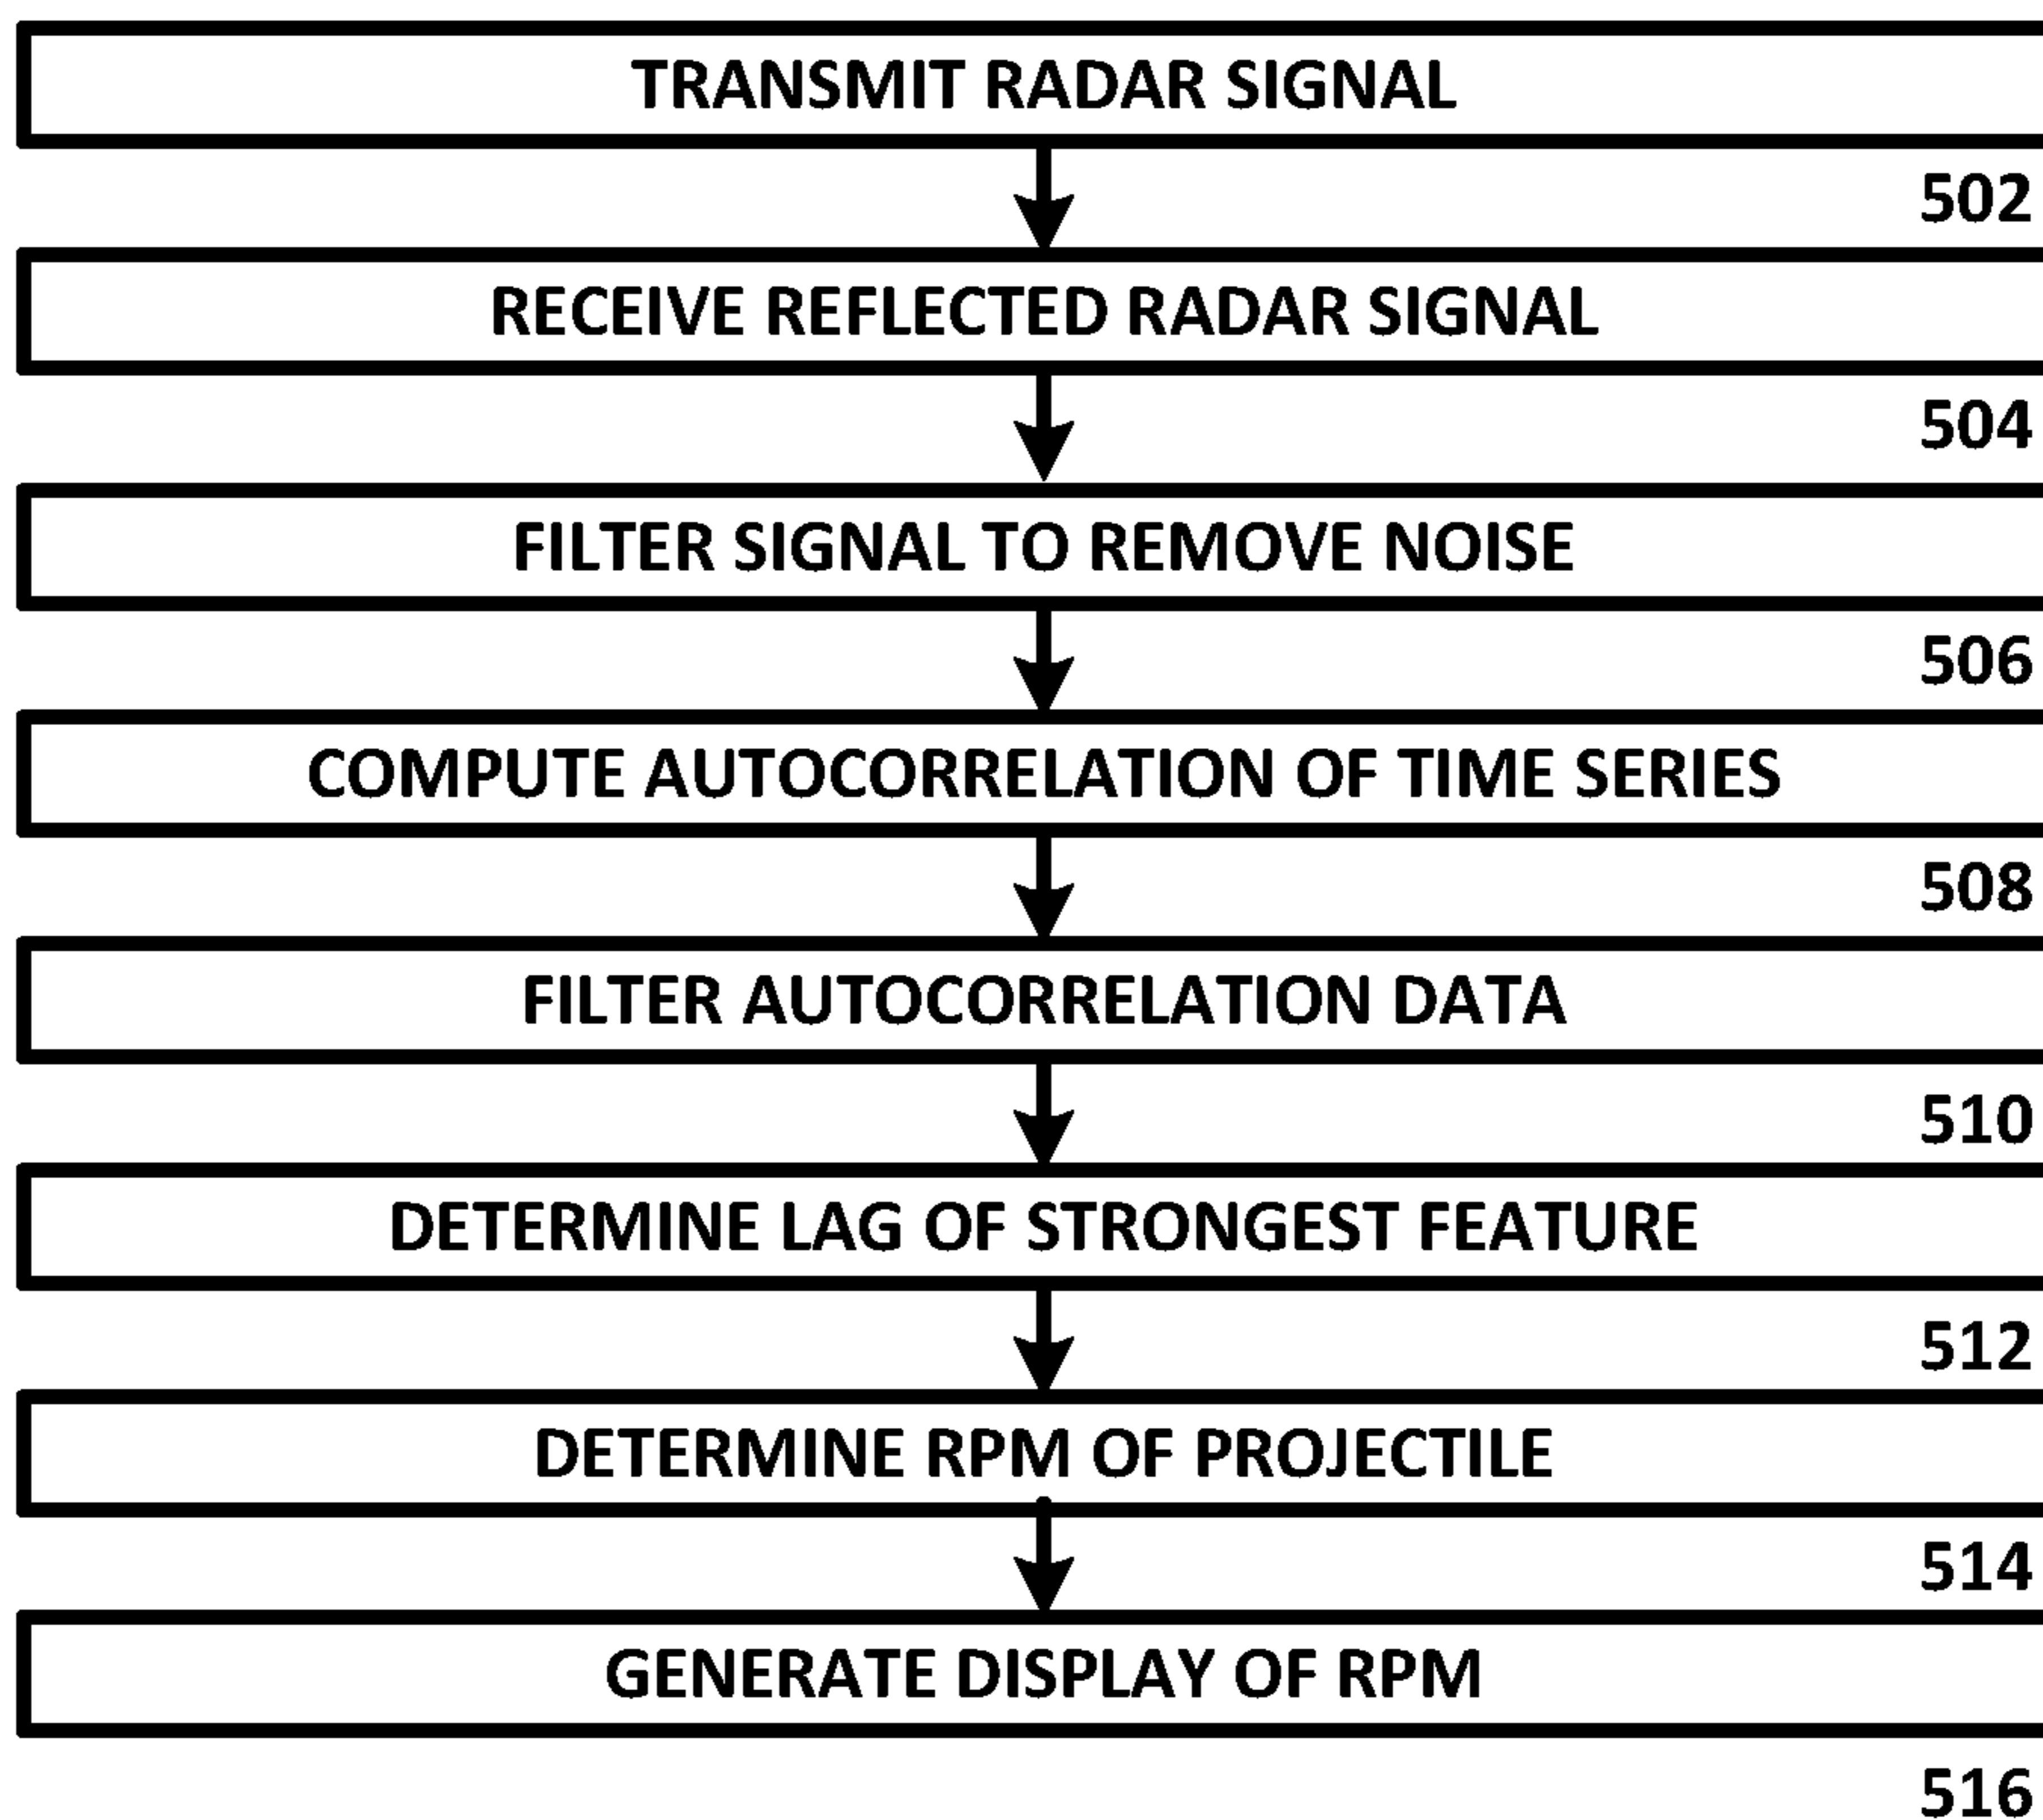 TRANSMIT RADAR SIGNAL
502
RECEIVE REFLECTED RADAR SIGNAL
504
FILTER SIGNAL TO REMOVE NOISE
506
COMPUTE AUTOCORRELATION OF TIME SERIES
508
FILTER AUTOCORRELATION DATA
510
DETERMINE LAG OF STRONGEST FEATURE
512
DETERMINE RPM OF PROJECTILE
514
GENERATE DISPLAY OF RPM
516